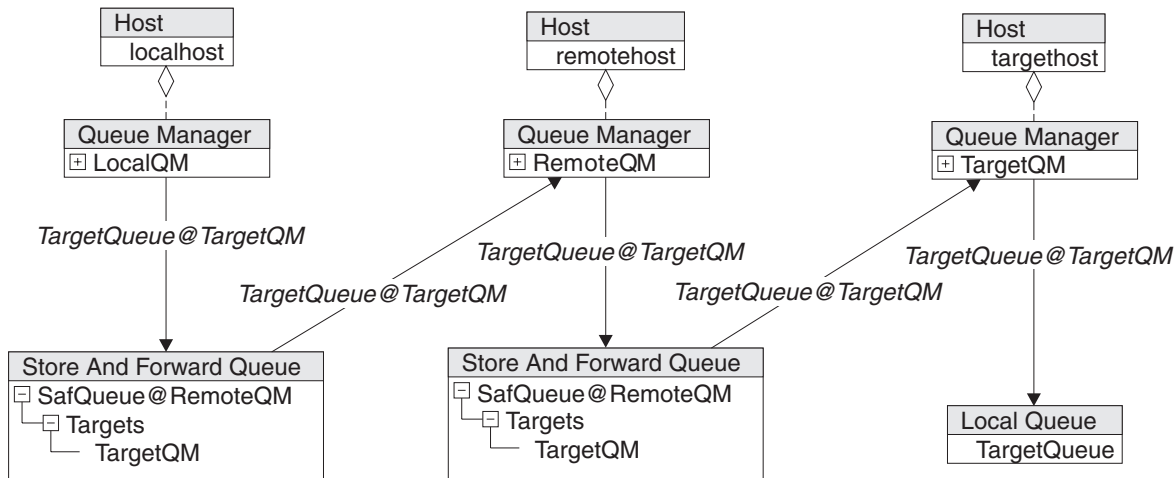 Host
localhost
Queue Manager
LocalQM
TargetQueue@TargetQM
Store And Forward Queue
SafQueue@RemoteQM
Targets
TargetQM
TargetQueue@TargetQM
Host
remotehost
Queue Manager
RemoteQM
TargetQueue@TargetQM
Store And Forward Queue
SafQueue@RemoteQM
Targets
TargetQM
TargetQueue@TargetQM
Host
targethost
Queue Manager
TargetQM
TargetQueue@TargetQM
Local Queue
TargetQueue